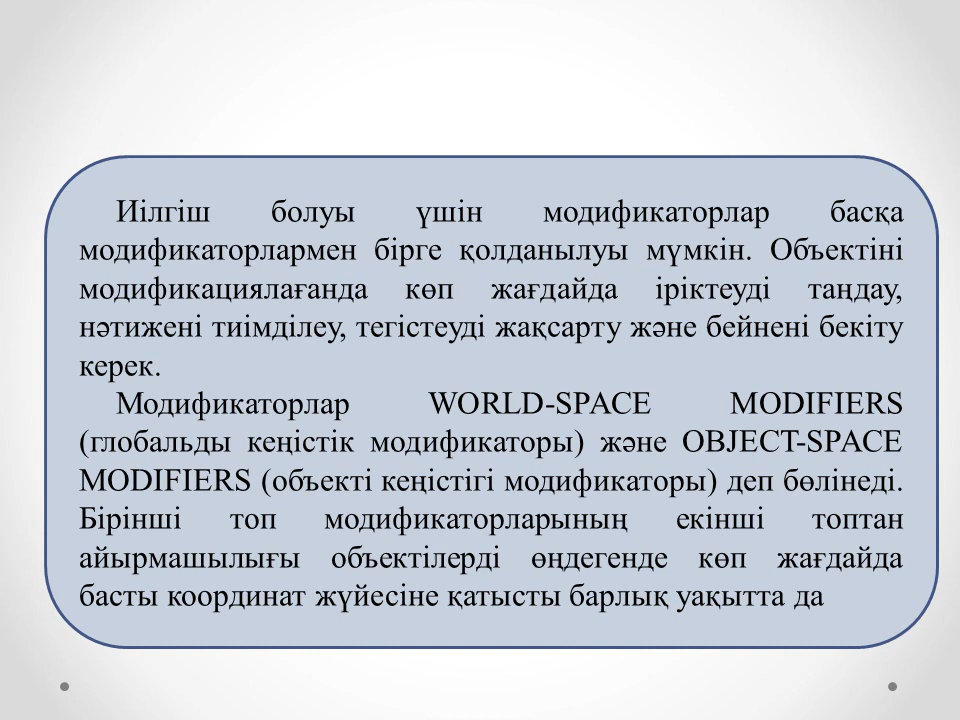 Иілгіш болуы үшін модификаторлар басқа
модификаторлармен бірге қолданылуы мүмкін. Объектіні
модификациялағанда көп жағдайда іріктеуді таңдау,
нәтижені тиімділеу, тегістеуді жақсарту және бейнені бекіту
керек.
Модификаторлар WORLD-SPACE MODIFIERS
(глобальды кеңістік модификаторы) және OBJECT-SPACE
MODIFIERS (объекті кеңістігі модификаторы) деп бөлінеді.
Бірінші топ модификаторларының екінші топтан
айырмашылығы объектілерді өңдегенде көп жағдайда
басты координат жүйесіне қатысты барлық уақытта да